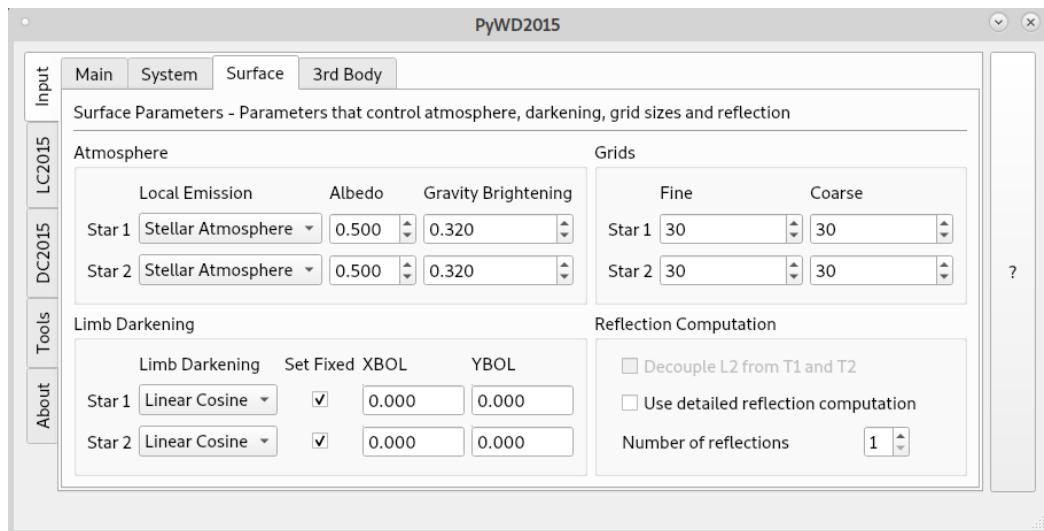 PyWD2015
Input
LC2015
DC2015
Tools
About
Main System Surface 3rd Body
Surface Parameters - Parameters that control atmosphere, darkening, grid sizes and reflection
Atmosphere
Local Emission Albedo Gravity Brightening
Star 1 Stellar Atmosphere 0.500 0.320
Star 2 Stellar Atmosphere 0.500 0.320
Grids
Fine Coarse
Star 1 30 30
Star 2 30 30
Limb Darkening
Limb Darkening Set Fixed XBOL YBOL
Star 1 Linear Cosine 0.000 0.000
Star 2 Linear Cosine 0.000 0.000
Reflection Computation
Decouple L2 from T1 and T2
Use detailed reflection computation
Number of reflections 1
?